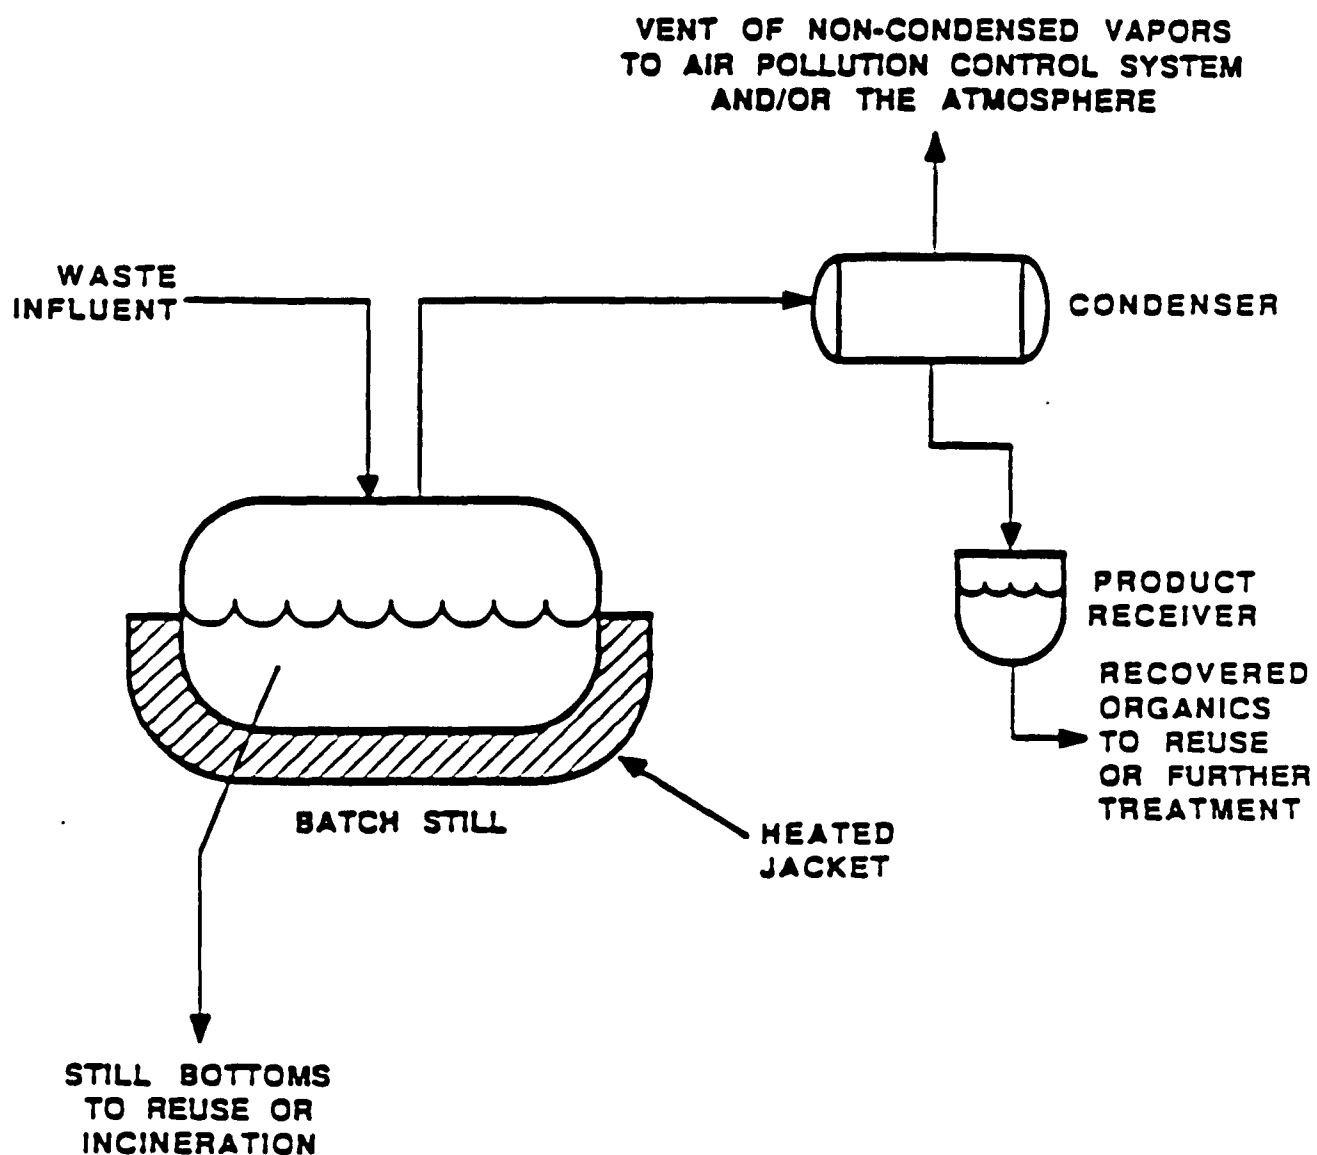 VENT OF NON-CONDENSED VAPORS
TO AIR POLLUTION CONTROL SYSTEM
AND/OR THE ATMOSPHERE
WASTE
INFLUENT
CONDENSER
PRODUCT
RECEIVER
RECOVERED
ORGANICS
TO REUSE
OR FURTHER
TREATMENT
BATCH STILL
HEATED
JACKET
STILL BOTTOMS
TO REUSE OR
INCINERATION